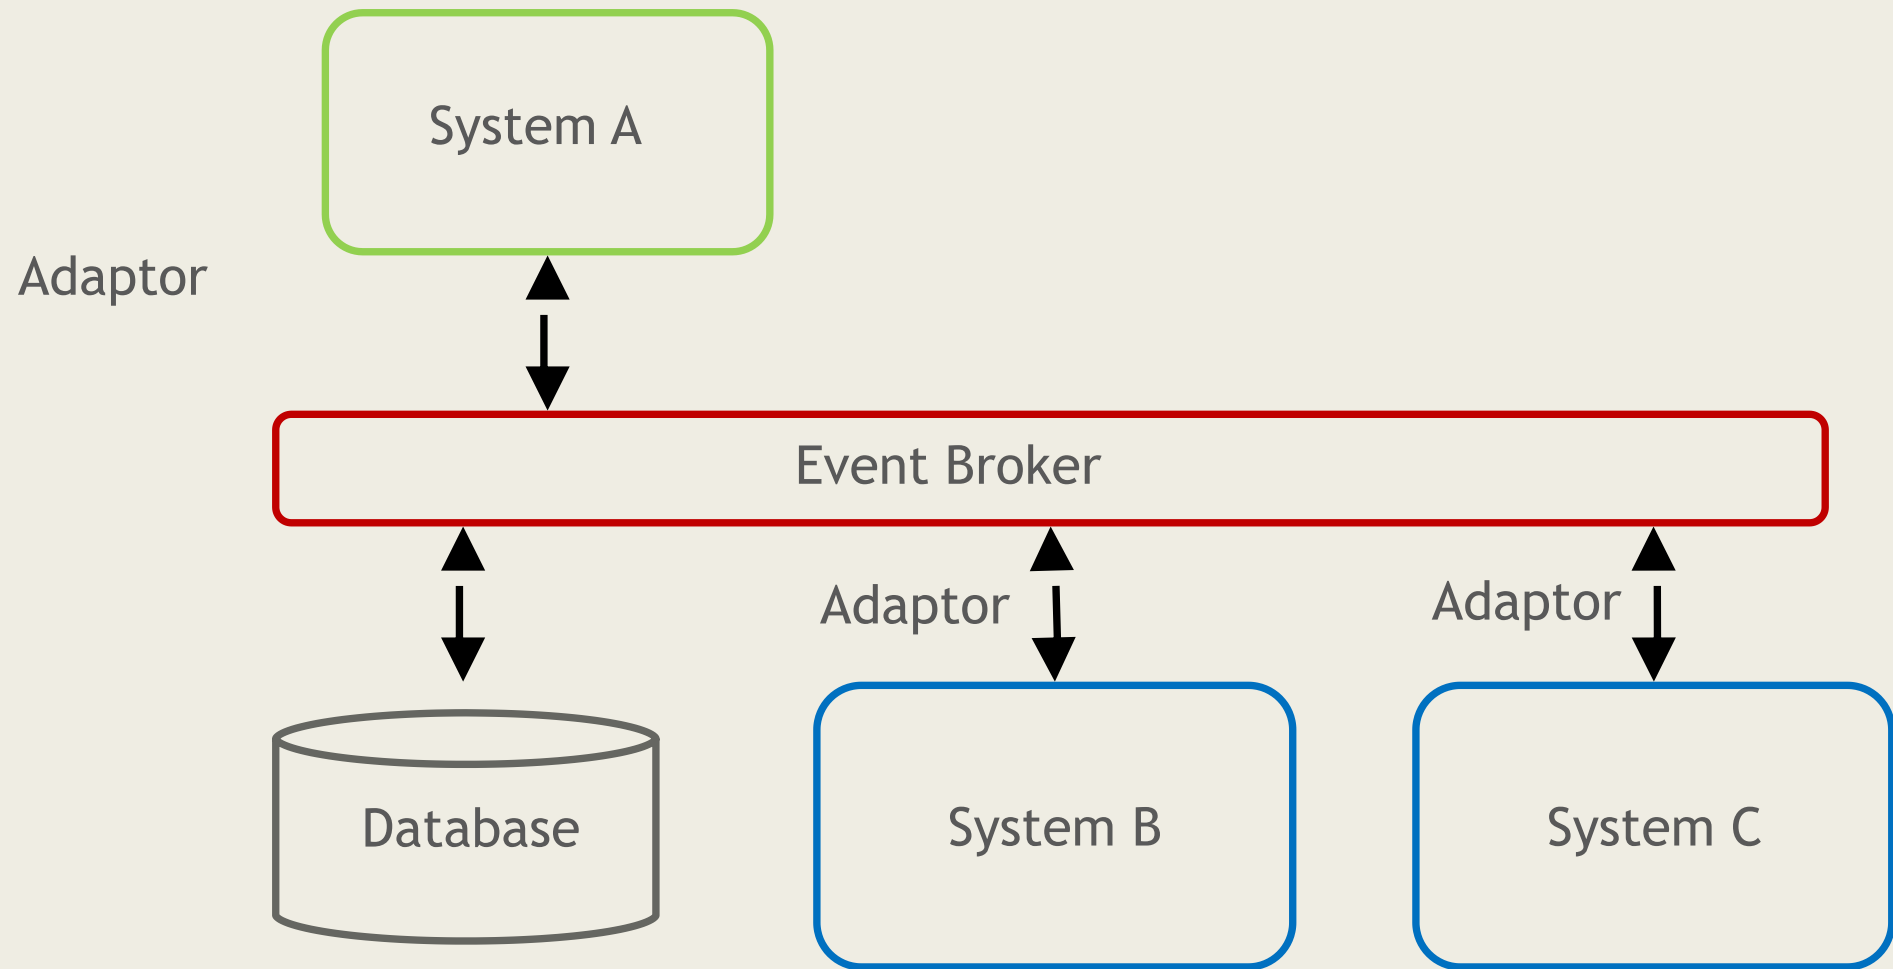 System A
Adaptor
Event Broker
Adaptor
Adaptor
Database
System B
System C